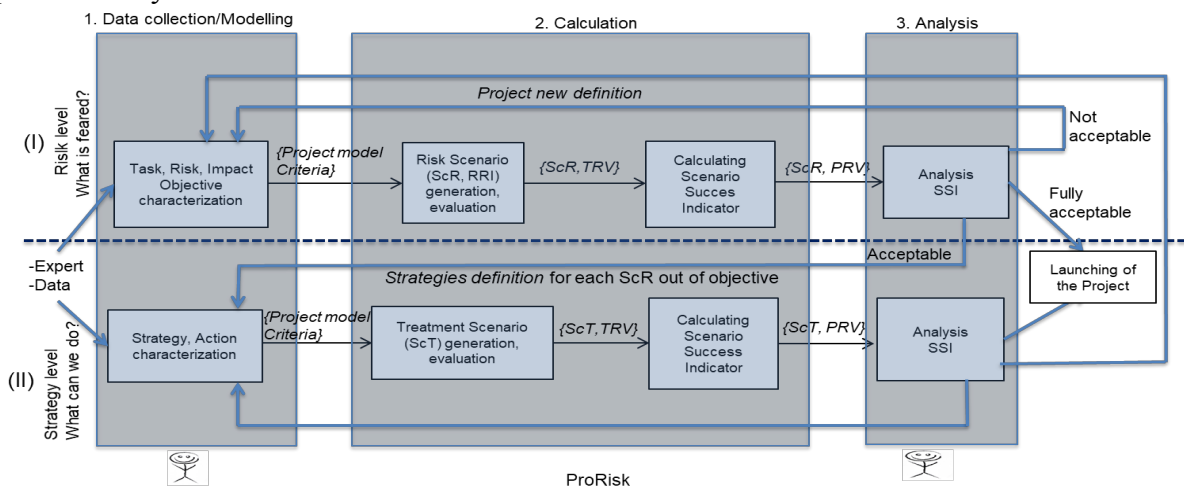 1. Data collection/Modelling
2. Calculation
3. Analysis
Project new definition
Not
acceptable
(I)
Risik level
What is feared?
Task, Risk, Impact
Objective
characterization
{Project model
Criteria}
Risk Scenario
(ScR, RRI)
generation,
evaluation
{ScR,TRV}
Calculating
Scenario
Succes
Indicator
{ScR, PRV}
Analysis
SSI
Fully
acceptable
-Expert
-Data
Acceptable
Strategies definition for each ScR out of objective
Launching of
the Project
(II)
Strategy level
What can we do?
Strategy, Action
characterization
{Project model
Criteria}
Treatment Scenario
(ScT) generation,
evaluation
{ScT,TRV}
Calculating
Scenario
Success
Indicator
{ScT, PRV}
Analysis
SSI
ProRisk